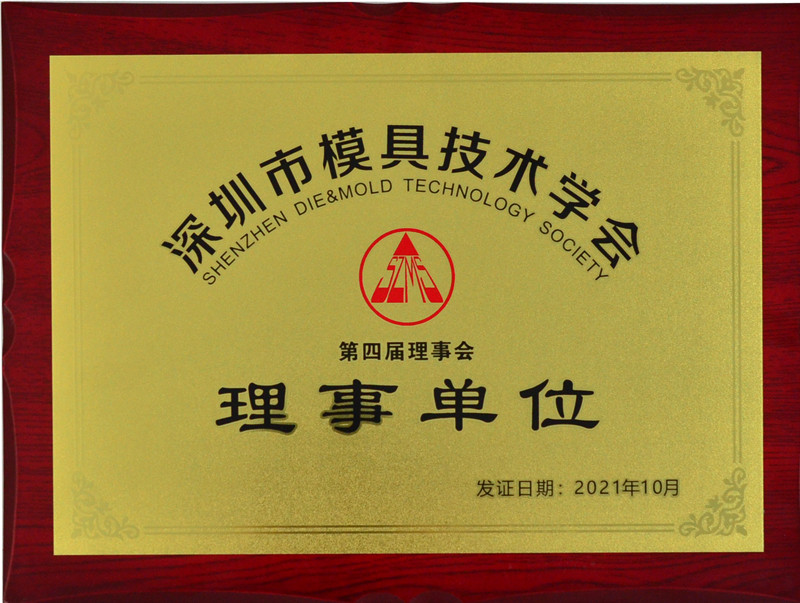 深圳市模具技术学会
SHENZHEN DIE&MOLD TECHNOLOGY SOCIETY
SZMS
第四届理事会
理事单位
发证日期：2021年10月